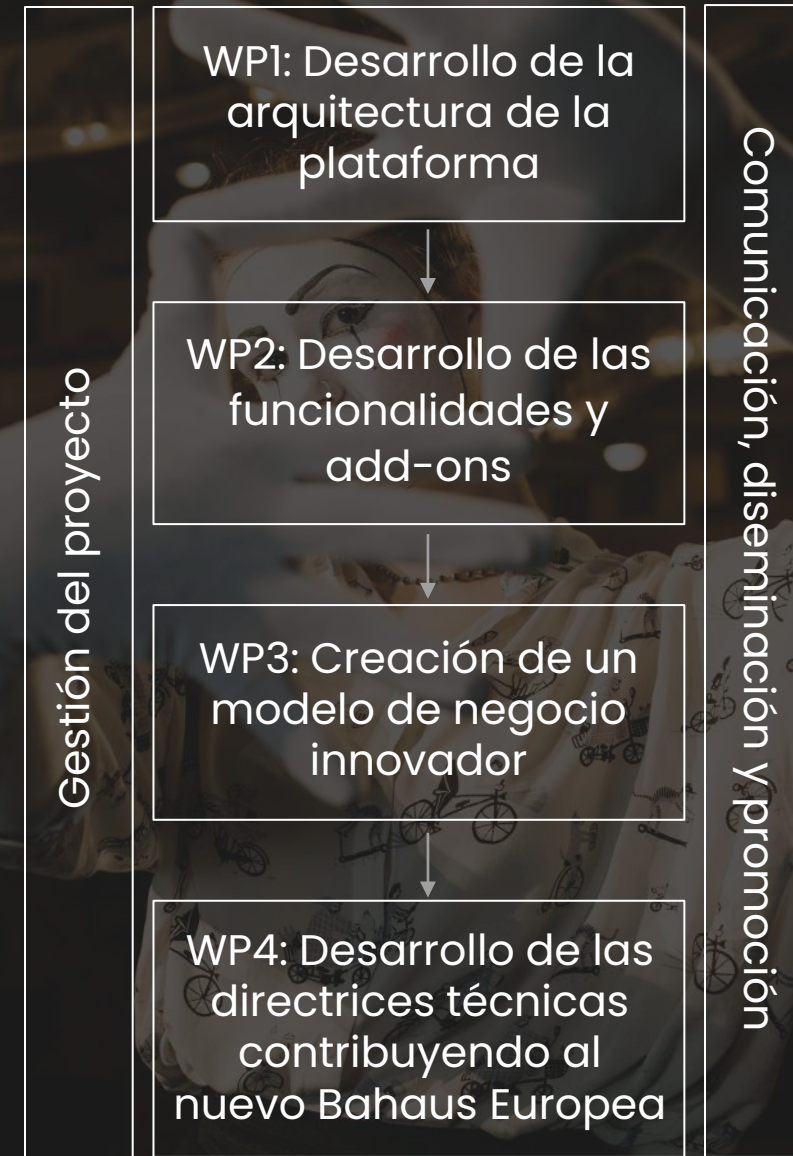 Gestión del proyecto
WP1: Desarrollo de la
arquitectura de la
plataforma
WP2: Desarrollo de las
funcionalidades y
add-ons
WP3: Creación de un
modelo de negocio
innovador
WP4: Desarrollo de las
directrices técnicas
contribuyendo al
nuevo Bahaus Europea
Comunicación, diseminación y promoción